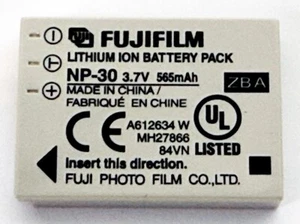 FUJIFILM
LITHIUM ION BATTERY PACK
NP-30 3.7V 565mAh
ZBA
MADE IN CHINA/
FABRIQUÉ EN CHINE
CE
A612634 W
MH27866
84VN
UL
LISTED
Insert this direction.
FUJI PHOTO FILM CO.,LTD.